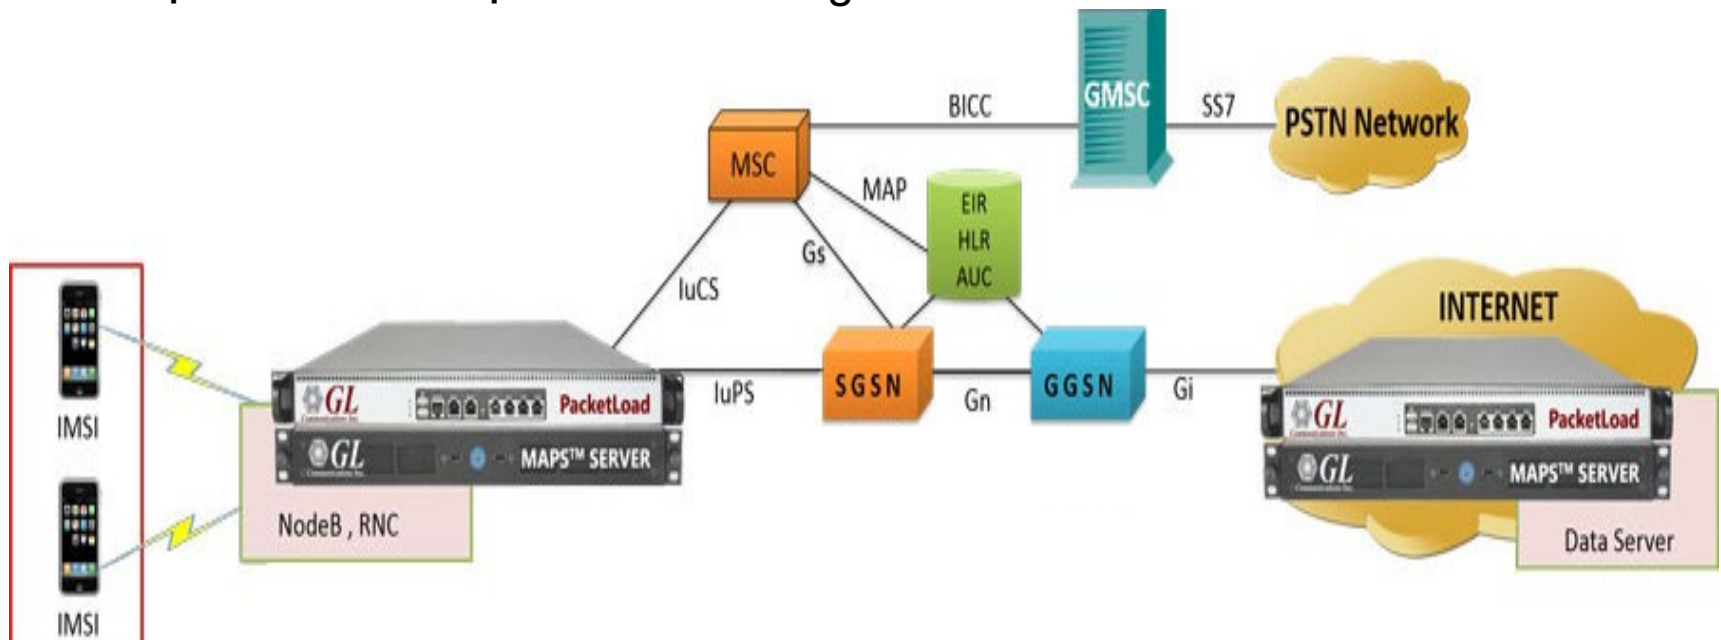 BICC
GMSC
SS7
PSTN Network
MSC
MAP
EIR
HLR
AUC
Gs
IuCS
INTERNET
IMSI
GL
PacketLoad
GL
MAPS™ SERVER
NodeB , RNC
IuPS
SGSN
Gn
GGSN
Gi
GL
PacketLoad
GL
MAPS™ SERVER
Data Server
IMSI